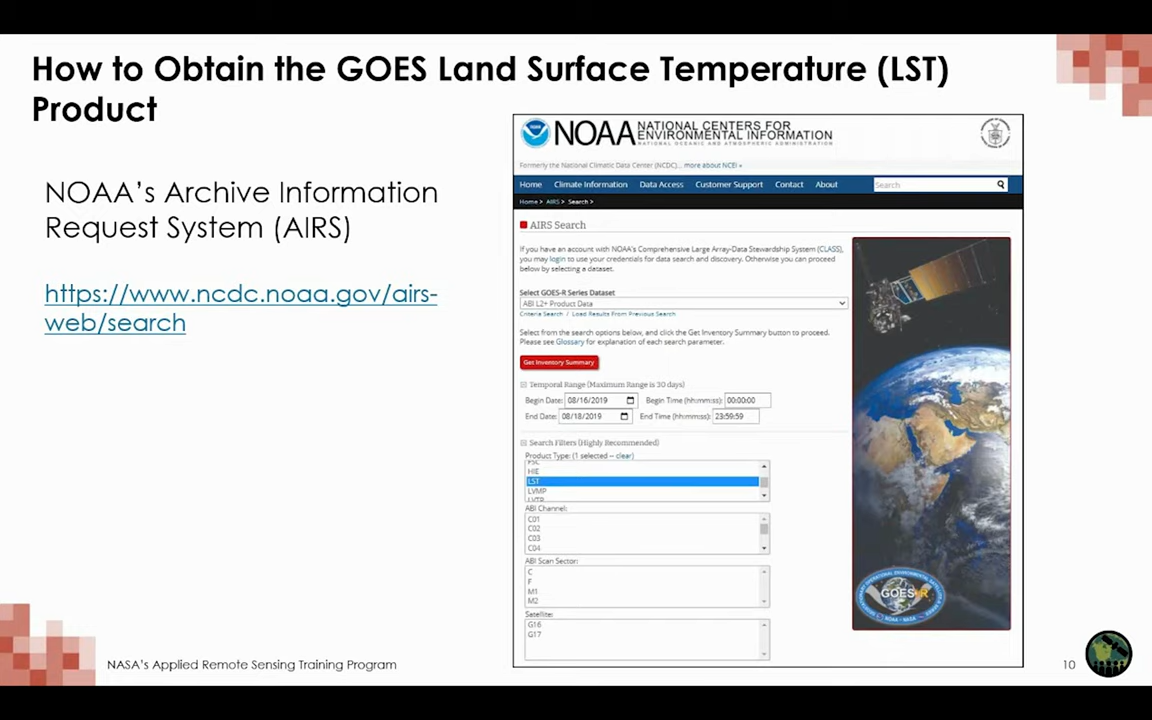 How to Obtain the GOES Land Surface Temperature (LST)
Product
NOAA's Archive Information
Request System (AIRS)
https://www.ncdc.noaa.gov/airs-
web/search
NOAA NATIONAL CENTERS FOR
ENVIRONMENTAL INFORMATION
NATIONAL OCEANIC AND ATMOSPHERIC ADMINISTRATION
Formerly the National Climatic Data Center (NCDC)... more about NCEI »
Home Climate Information Data Access Customer Support Contact About Search
Home > AIRS > Search >
AIRS Search
If you have an account with NOAA's Comprehensive Large Array-Data Stewardship System (CLASS),
you may login to use your credentials for data search and discovery. Otherwise you can proceed
below by selecting a dataset.
Select GOES-R Series Dataset
ABI L2+ Product Data
Criteria Search / Load Results From Previous Search
Select from the search options below, and click the Get Inventory Summary button to proceed.
Please see Glossary for explanation of each search parameter.
Get Inventory Summary
Temporal Range (Maximum Range is 30 days)
Begin Date: 08/16/2019 Begin Time (hh:mm:ss): 00:00:00
End Date: 08/18/2019 End Time (hh:mm:ss): 23:59:59
Search Filters (Highly Recommended)
Product Type: (1 selected – clear)
HIE
LST
LVMP
LVTP
ABI Channel:
C01
C02
C03
C04
ABI Scan Sector:
C
F
M1
M2
Satellite:
G16
G17
GOES-R
NOAA - NASA
NASA's Applied Remote Sensing Training Program
10